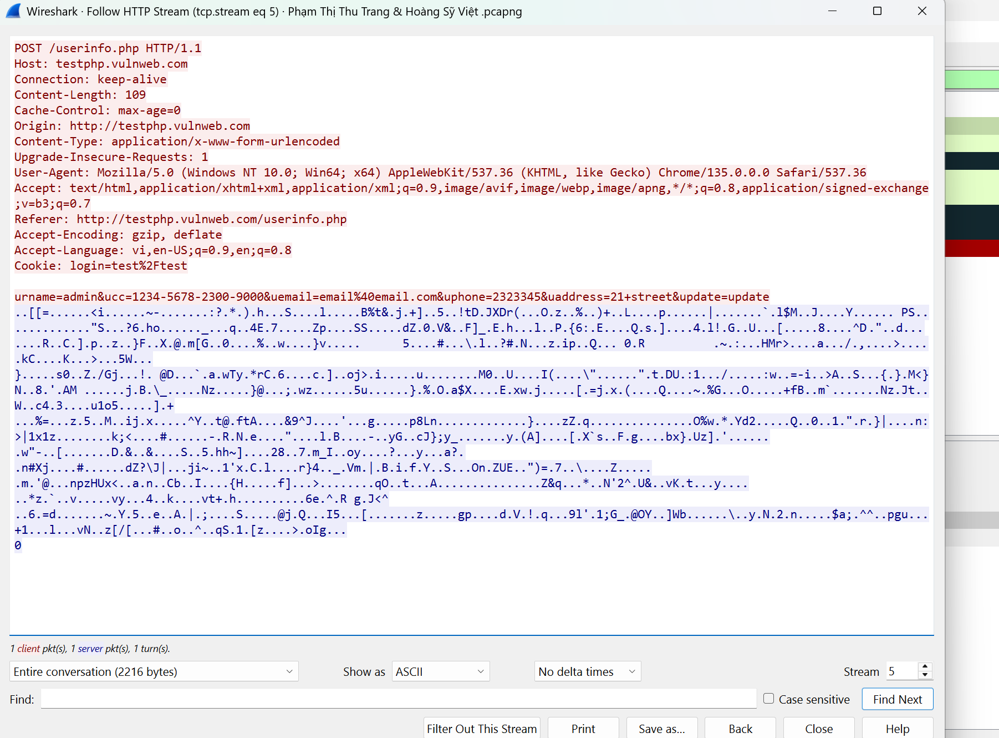 Wireshark · Follow HTTP Stream (tcp.stream eq 5) · Phạm Thị Thu Trang & Hoàng Sỹ Việt .pcapng
POST /userinfo.php HTTP/1.1
Host: testphp.vulnweb.com
Connection: keep-alive
Content-Length: 109
Cache-Control: max-age=0
Origin: http://testphp.vulnweb.com
Content-Type: application/x-www-form-urlencoded
Upgrade-Insecure-Requests: 1
User-Agent: Mozilla/5.0 (Windows NT 10.0; Win64; x64) AppleWebKit/537.36 (KHTML, like Gecko) Chrome/135.0.0.0 Safari/537.36
Accept: text/html,application/xhtml+xml,application/xml;q=0.9,image/avif,image/webp,image/apng,*/*;q=0.8,application/signed-exchange
;v=b3;q=0.7
Referer: http://testphp.vulnweb.com/userinfo.php
Accept-Encoding: gzip, deflate
Accept-Language: vi,en-US;q=0.9,en;q=0.8
Cookie: login=test%2Ftest
urname=admin&ucc=1234-5678-2300-9000&uemail=email%40email.com&uphone=2323345&uaddress=21+street&update=update
..[[=......<i......~-.......:?.*.).h...S....l.....B%t&.j.+]..5..!tD.JXDr(...O.z..%..)+..L....p......|.......`.l$M..J....Y...... PS..
..........."S...?6.ho......_...q..4E.7.....Zp....SS.....dZ.0.V&..F]_.E.h...l..P.{6:.E....Q.s.]....4.l!.G..U...[.....8....^D."..d...
....R..C.].p..z..}F..X.@.m[G..0....%..w....}v..... 5....#...\.l..?#.N...z.ip..Q... 0.R .~.:...HMr>....a.../.,....>....
.kC....K...>...5W...
}.....s0..Z./Gj...!. @D...`.a.wTy.*rC.6....c.]..oj>.i.....u........M0..U....I(....\"......".t.DU.:1.../.....:w..=-i..>A..S...{.}.M<}
N..8.'.AM ......j.B.\_.....Nz.....}@...;.wz......5u......}.%.O.a$X....E.xw.j.....[.=j.x.(....Q....~.%G...O.....+fB..m`.......Nz.Jt..
W..c4.3....u1o5.....].+
...%=...z.5..M..ij.x.....^Y..t@.ftA....&9^J....'...g.....p8Ln.............}....zZ.q...............O%w.*.Yd2.....Q..0..1.".r.}|....n:
>|1x1z........k;<....#......-.R.N.e...."....l.B....-..yG..cJ};y_.......y.(A]....[.X`s..F.g....bx}.Uz].'......
.w"-..[.......D.&..&....S..5.hh~]....28..7.m_I..oy....?...y...a?.
.n#Xj....#......dZ?\J|...ji~..1'x.C.l....r}4.._.Vm.|.B.i.f.Y..S...On.ZUE..")=.7..\....Z.....
.m.'@...npzHUx<..a.n..Cb..I....{H.....f]...>........qO..t...A...............Z&q...*..N'2^.U&..vK.t...y....
..*z.`..v.....vy...4..k....vt+.h..........6e.^.R g.J<^
..6.=d.......~.Y.5..e..A.|.;....S.....@j.Q...I5...[.......z.....gp....d.V.!.q...9l'.1;G_.@OY..]Wb......\..y.N.2.n.....$a;.^^..pgu...
+1...l...vN..z[/[...#..o..^..qS.1.[z....>.oIg...
0
1 client pkt(s), 1 server pkt(s), 1 turn(s).
Entire conversation (2216 bytes) Show as ASCII No delta times Stream 5
Find: Case sensitive Find Next
Filter Out This Stream Print Save as... Back Close Help